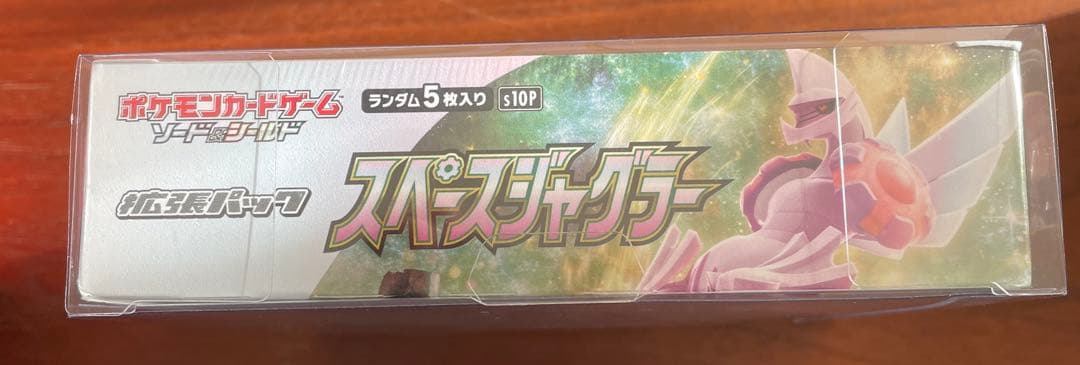 ポケモンカードゲーム
ソード&シールド
ランダム5枚入り s10P
拡張パック
スペースジャグラー